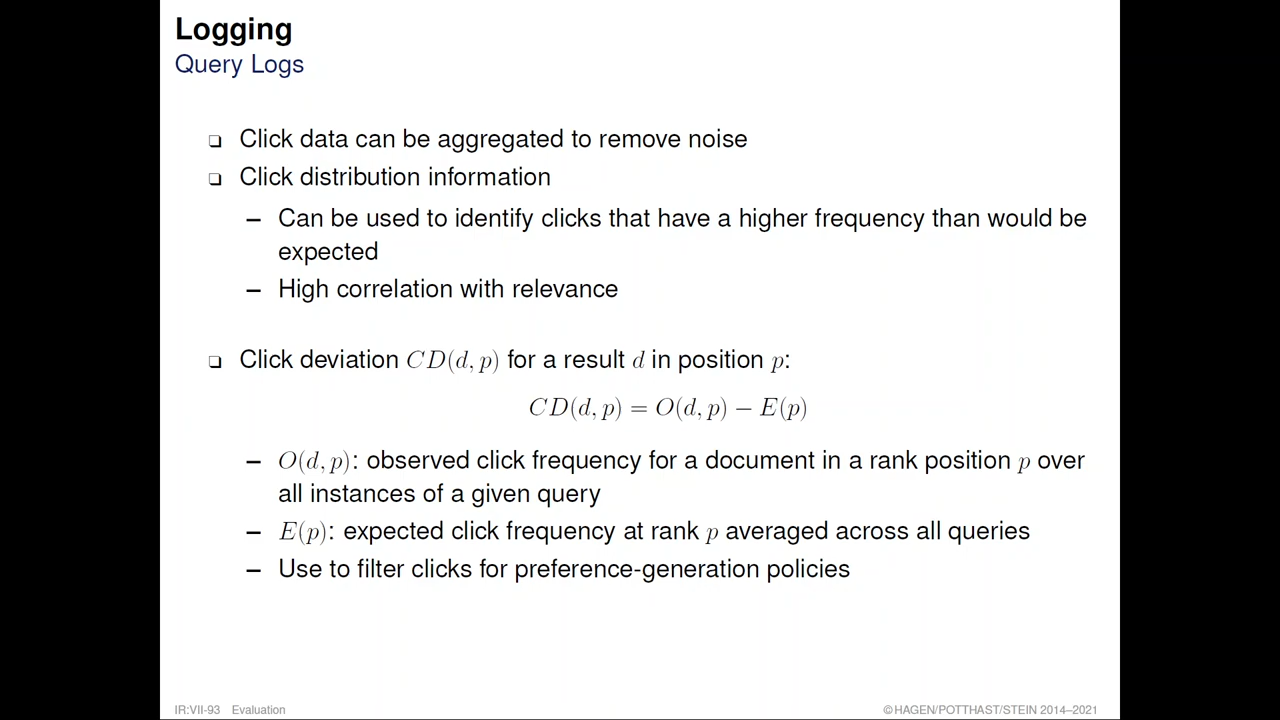 Logging
Query Logs
❑ Click data can be aggregated to remove noise
❑ Click distribution information
– Can be used to identify clicks that have a higher frequency than would be
expected
– High correlation with relevance
❑ Click deviation CD(d, p) for a result d in position p:
CD(d, p) = O(d, p) − E(p)
– O(d, p): observed click frequency for a document in a rank position p over
all instances of a given query
– E(p): expected click frequency at rank p averaged across all queries
– Use to filter clicks for preference-generation policies
IR:VII-93 Evaluation
©HAGEN/POTTHAST/STEIN 2014–2021